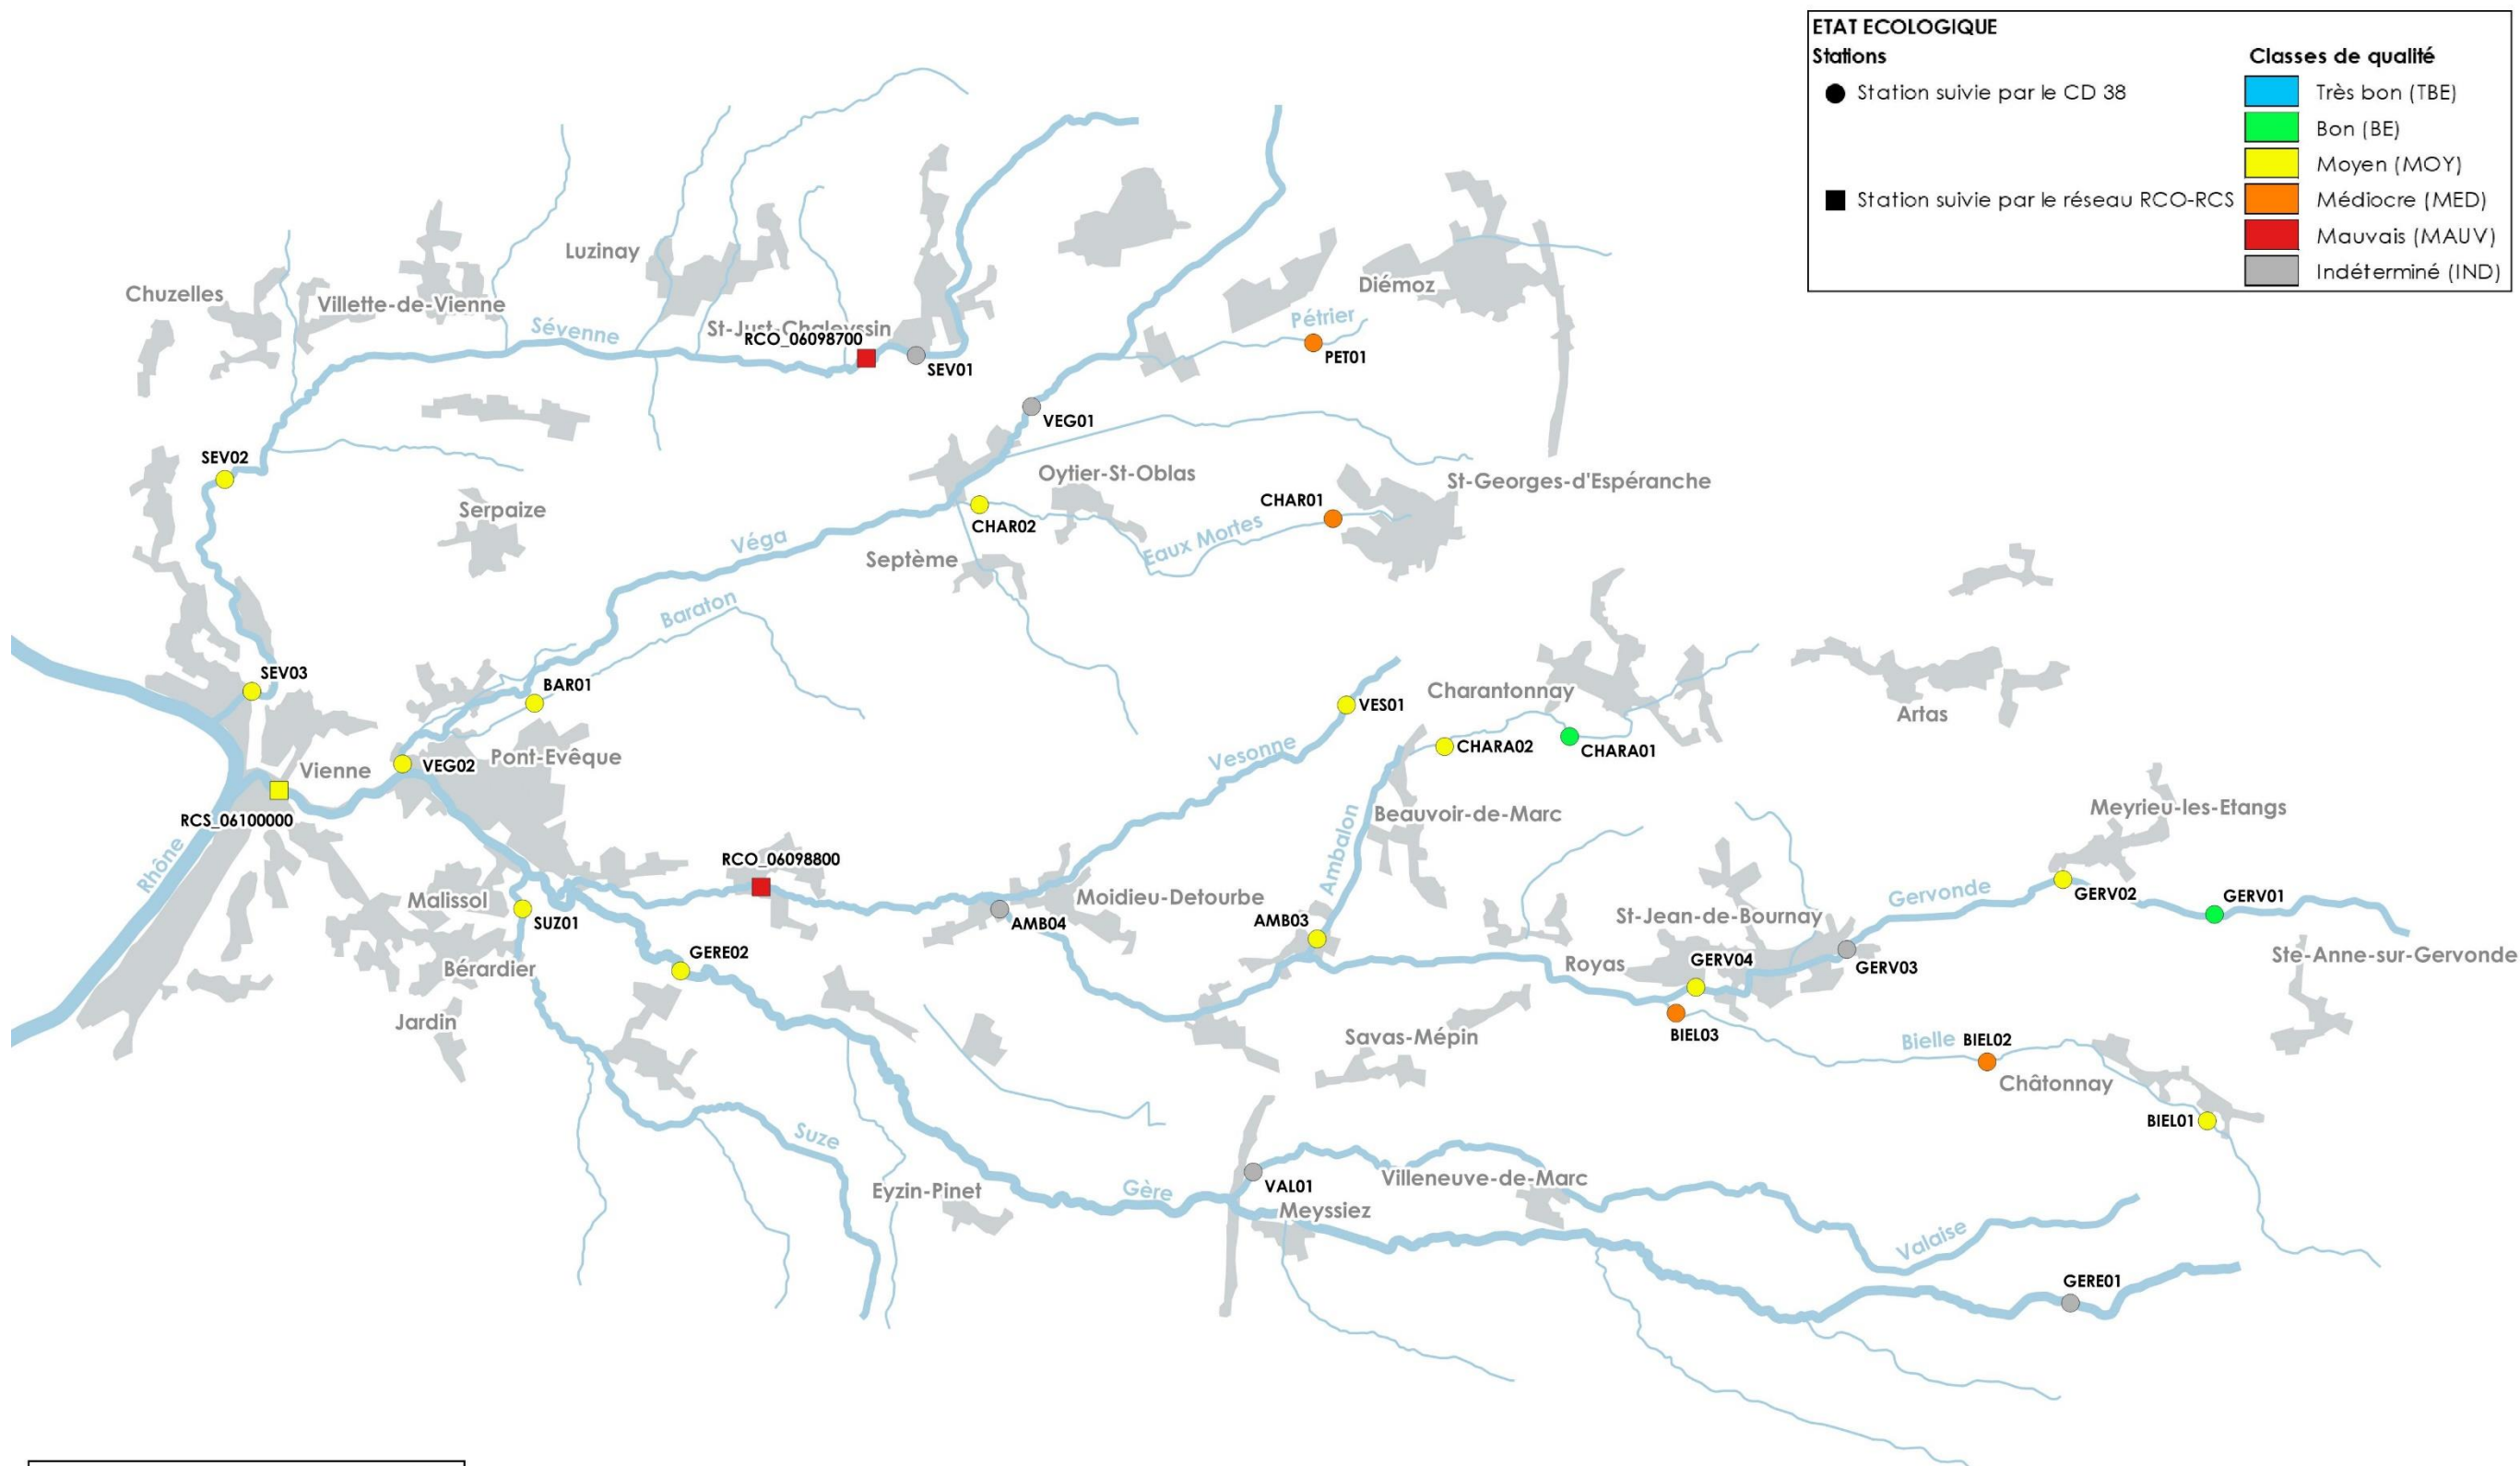 ETAT ECOLOGIQUE
Stations
Classes de qualité
Station suivie par le CD 38
Très bon (TBE)
Bon (BE)
Moyen (MOY)
Station suivie par le réseau RCO-RCS
Médiocre (MED)
Mauvais (MAUV)
Indéterminé (IND)
Luzinay
Chuzelles
Villette-de-Vienne
Diémoz
Sévenne
St-Just-Chaleyssin
Pétrier
RCO_06098700
PET01
SEV01
VEG01
SEV02
Oytier-St-Oblas
St-Georges-d'Espéranche
CHAR01
Serpaize
CHAR02
Eaux Mortes
Véga
Septème
Baraton
SEV03
BAR01
Charantonnay
VES01
Artas
Vesonne
CHARA02
CHARA01
Pont-Evêque
VEG02
Vienne
RCS_06100000
Meyrieu-les-Etangs
Beauvoir-de-Marc
Ambalon
Rhône
RCO_06098800
Malissol
Moidieu-Detourbe
Gervonde
GERV02
GERV01
SUZ01
AMB04
AMB03
St-Jean-de-Bournay
GERE02
Bérardier
Royas
GERV04
GERV03
Ste-Anne-sur-Gervonde
Jardin
Savas-Mépin
BIEL03
Bielle
BIEL02
Châtonnay
BIEL01
Suze
Eyzin-Pinet
Gère
VAL01
Villeneuve-de-Marc
Meyssiez
Valaise
GERE01